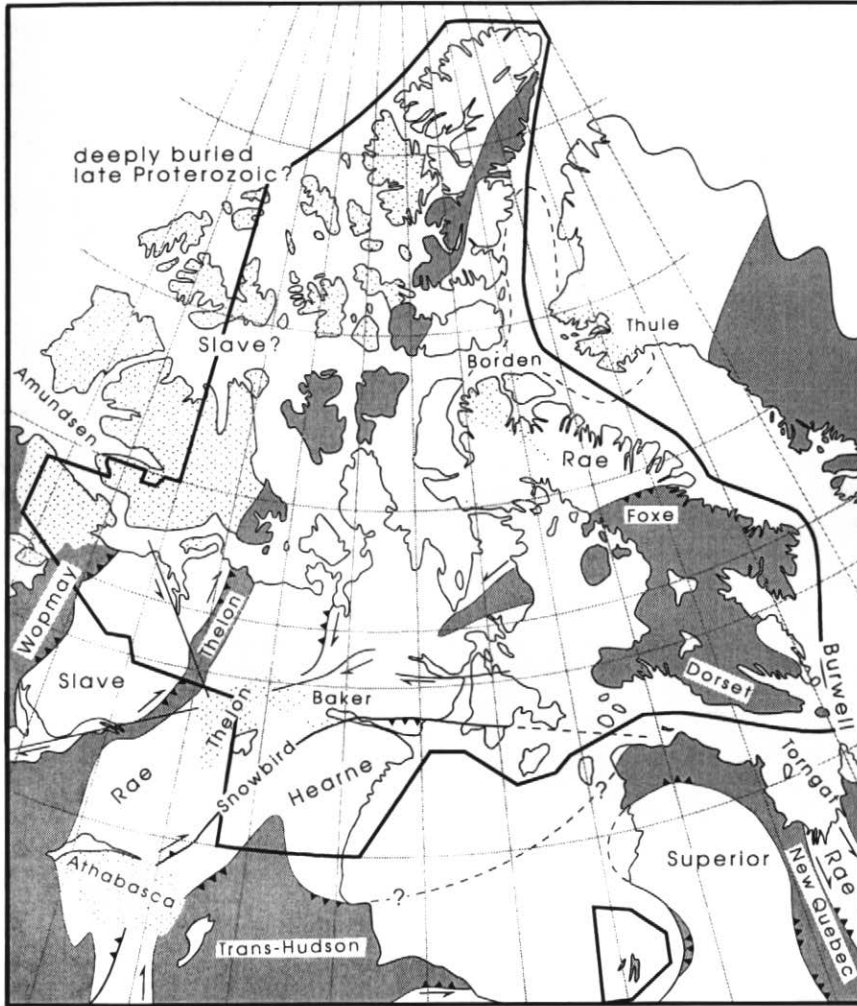 deeply buried
late Proterozoic?
Slave?
Thule
Borden
Amundsen
Rae
Foxe
Wopmay
Thelon
Slave
Burwell
Dorset
Baker
Thelon
Torngat
Rae
Snowbird
Hearne
?
Superior
Rae
Athabasca
New Quebec
?
Trans-Hudson